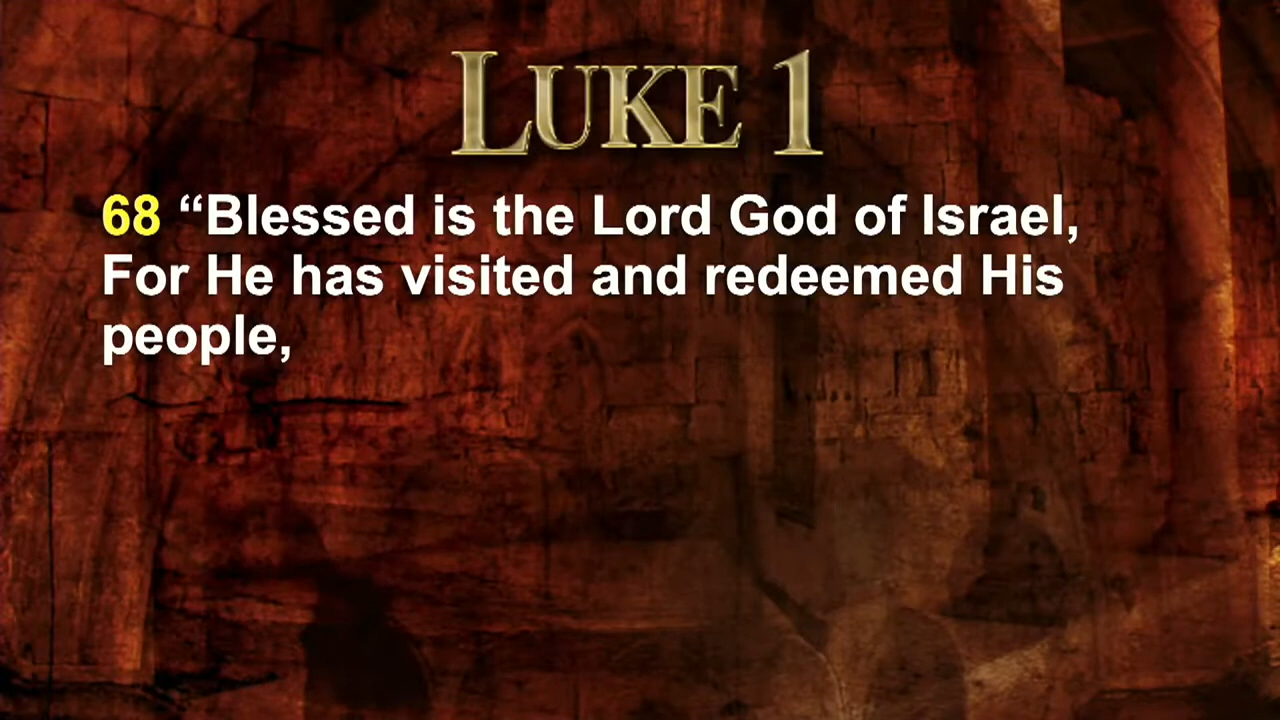 LUKE 1
68 “Blessed is the Lord God of Israel,
For He has visited and redeemed His
people,